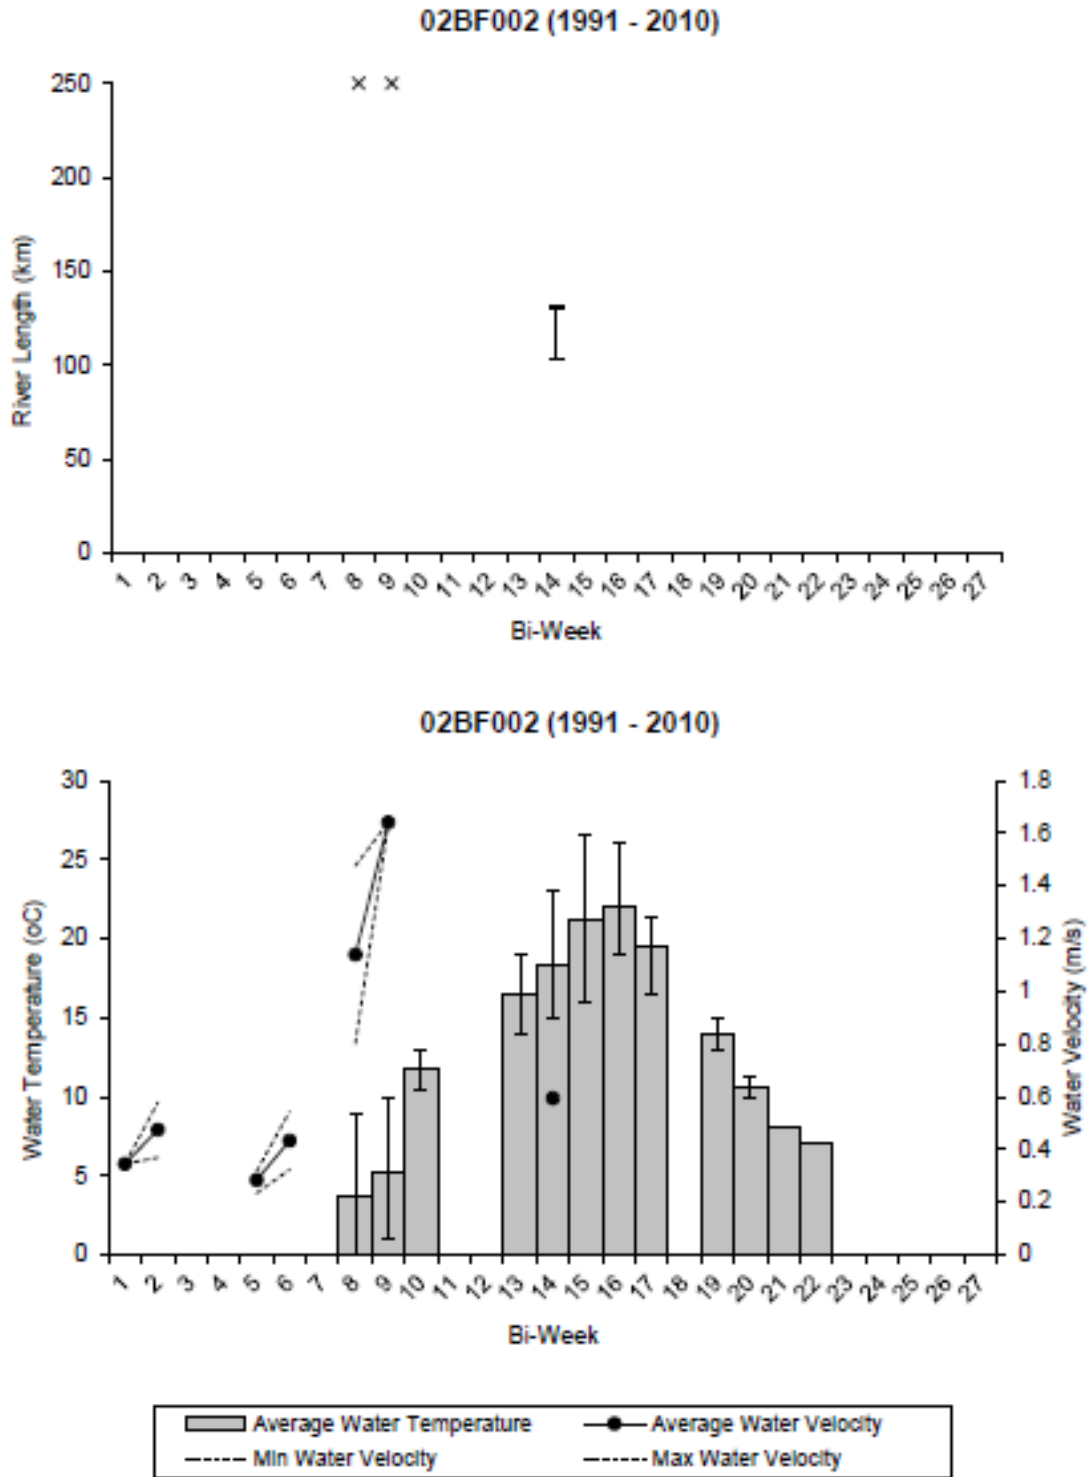 02BF002 (1991 - 2010)
250
200
150
100
50
0
River Length (km)
1 2 3 4 5 6 7 8 9 10 11 12 13 14 15 16 17 18 19 20 21 22 23 24 25 26 27
Bi-Week
02BF002 (1991 - 2010)
30
25
20
15
10
5
0
Water Temperature (oC)
1.8
1.6
1.4
1.2
1
0.8
0.6
0.4
0.2
0
Water Velocity (m/s)
1 2 3 4 5 6 7 8 9 10 11 12 13 14 15 16 17 18 19 20 21 22 23 24 25 26 27
Bi-Week
Average Water Temperature Average Water Velocity
Min Water Velocity Max Water Velocity